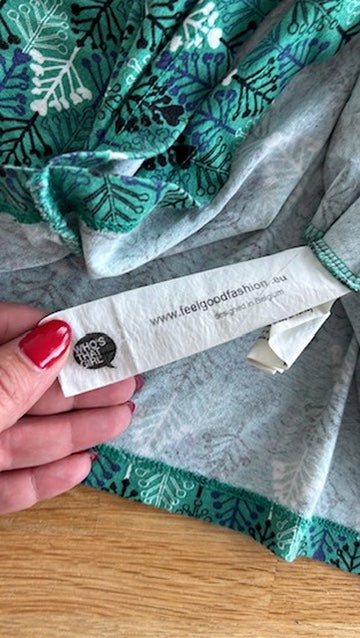 www.feelgoodfashion.eu
designed in Belgium
WHO'S
THAT
GIRL